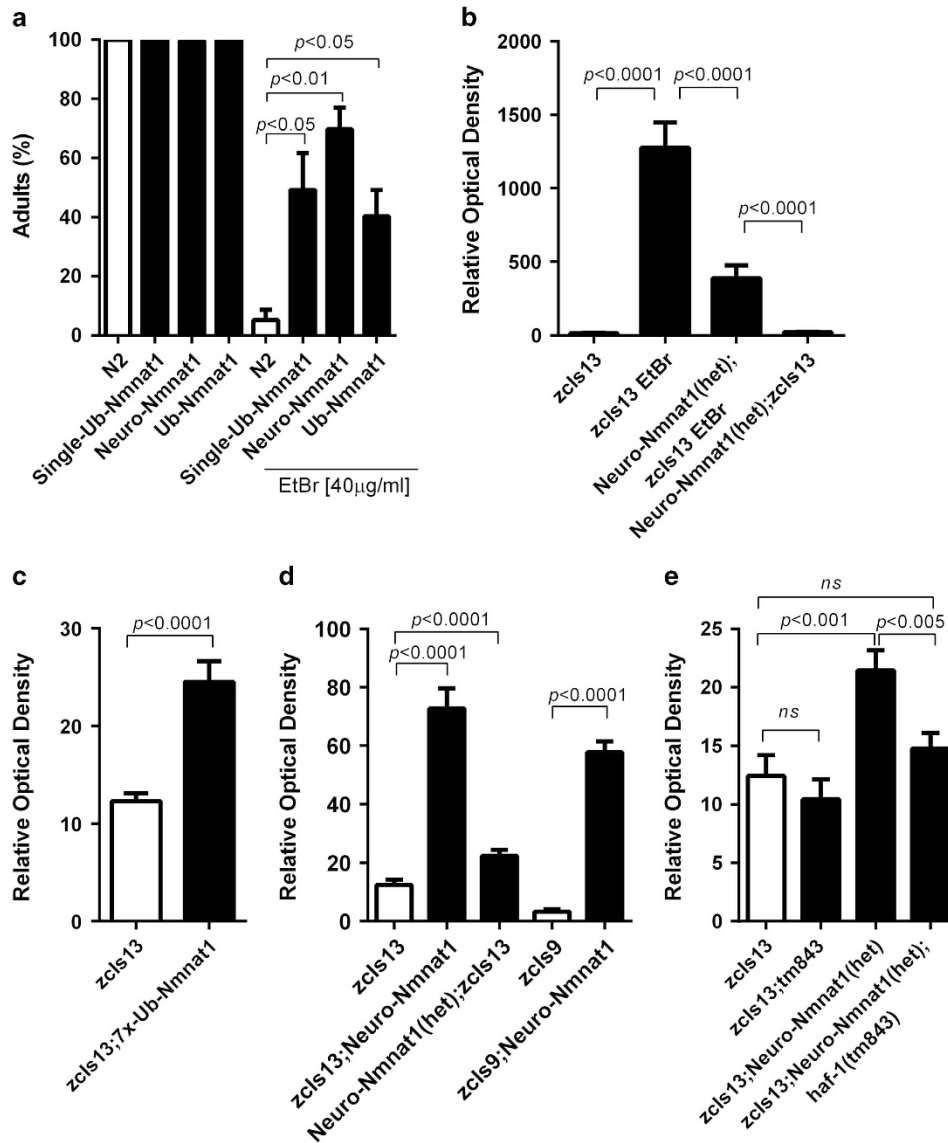 a
100
80
60
40
20
0
Adults (%)
p<0.05
p<0.01
p<0.05
N2
Single-Ub-Nmnat1
Neuro-Nmnat1
Ub-Nmnat1
N2
Single-Ub-Nmnat1
Neuro-Nmnat1
Ub-Nmnat1
EtBr [40μg/ml]
b
2000
1500
1000
500
0
Relative Optical Density
p<0.0001
p<0.0001
p<0.0001
zcls13
zcls13 EtBr
Neuro-Nmnat1(het);
zcls13 EtBr
Neuro-Nmnat1(het);zcls13
c
30
20
10
0
Relative Optical Density
p<0.0001
zcls13
zcls13;7x-Ub-Nmnat1
d
100
80
60
40
20
0
Relative Optical Density
p<0.0001
p<0.0001
p<0.0001
zcls13
zcls13;Neuro-Nmnat1
Neuro-Nmnat1(het);zcls13
zcls9
zcls9;Neuro-Nmnat1
e
25
20
15
10
5
0
Relative Optical Density
ns
p<0.001
p<0.005
ns
zcls13
zcls13;tm843
zcls13;Neuro-Nmnat1(het)
zcls13;Neuro-Nmnat1(het);
haf-1(tm843)